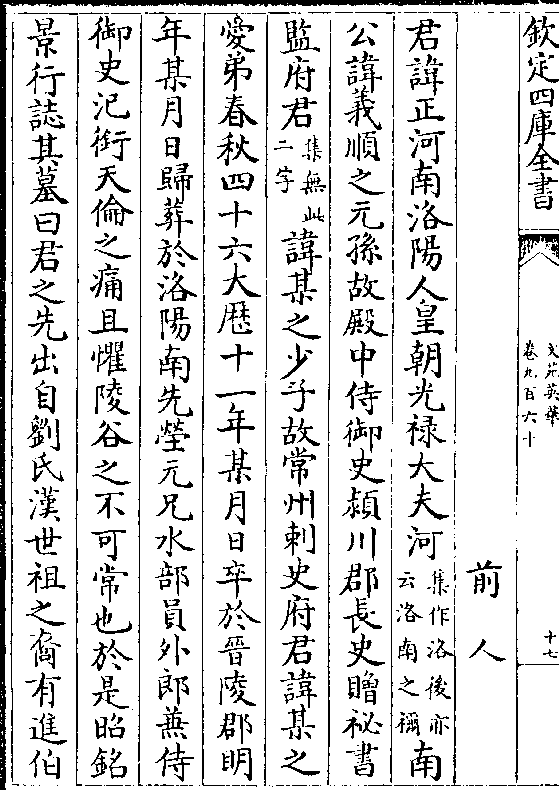 欽定四庫全書
文苑英華
卷九百六十
十七
前人
君諱正河南洛陽人皇朝光禄大夫河集作洛後亦云洛南之禰南
公諱義順之元孫故殿中侍御史潁川郡長史贈祕書
監府君集無此二字諱某之少子故常州刺史府君諱某之
愛弟春秋四十六大厯十一年某月日卒於晉陵郡明
年某月日歸葬於洛陽南先塋元兄水部員外郎兼侍
御史汜銜天倫之痛且懼陵谷之不可常也於是昭銘
景行誌其墓曰君之先出自劉氏漢世祖之裔有進伯